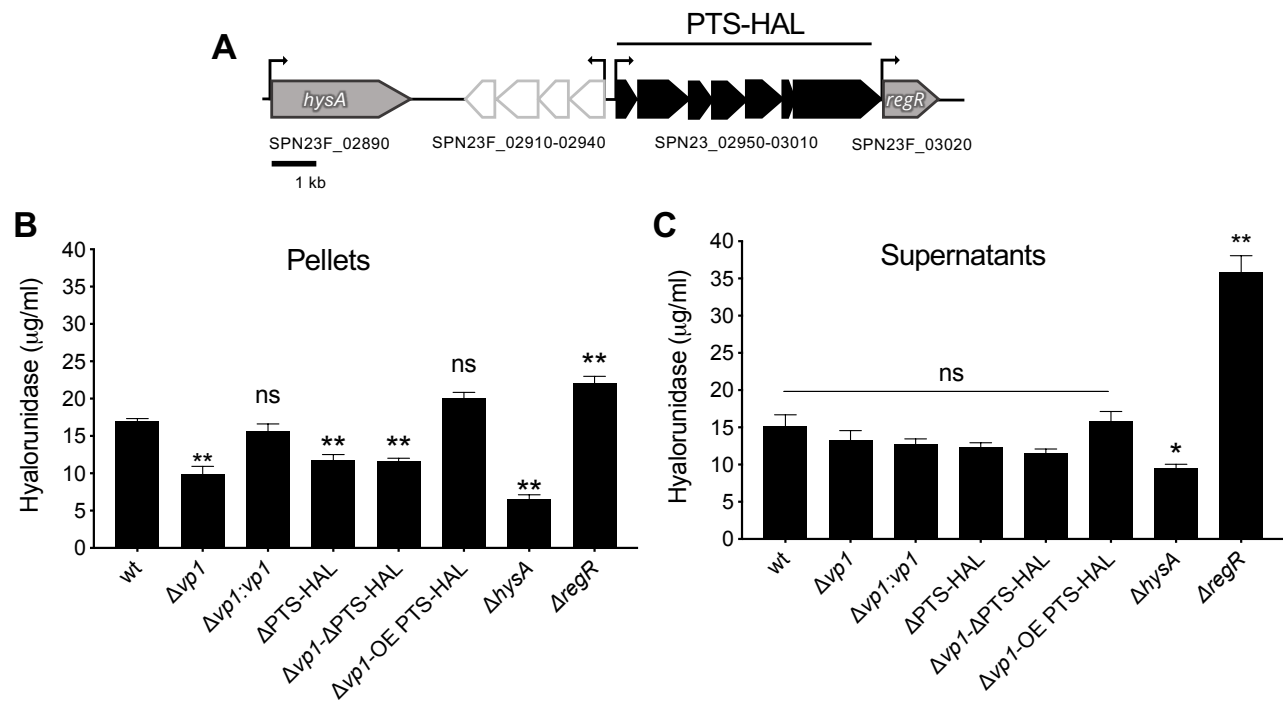 A
PTS-HAL
hysA
regR
SPN23F_02890
SPN23F_02910-02940
SPN23_02950-03010
SPN23F_03020
1 kb
B
Pellets
Hyalorunidase (μg/ml)
40
35
30
25
20
15
10
5
0
**
ns
**
**
ns
**
**
wt
Δvp1
Δvp1:vp1
ΔPTS-HAL
Δvp1-ΔPTS-HAL
Δvp1-OE PTS-HAL
ΔhysA
ΔregR
C
Supernatants
Hyalorunidase (μg/ml)
40
35
30
25
20
15
10
5
0
ns
*
**
wt
Δvp1
Δvp1:vp1
ΔPTS-HAL
Δvp1-ΔPTS-HAL
Δvp1-OE PTS-HAL
ΔhysA
ΔregR